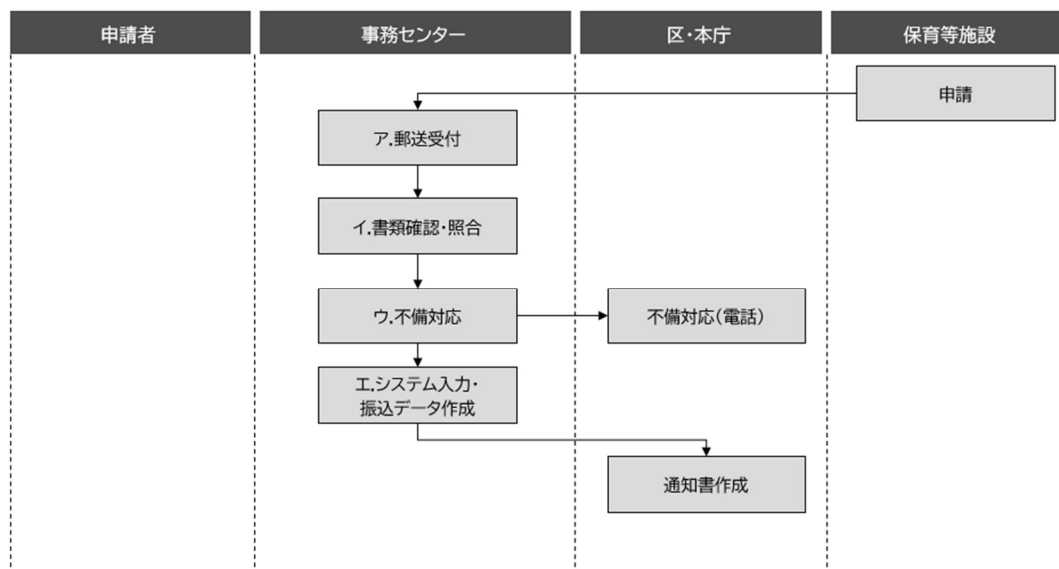 申請者
事務センター
区・本庁
保育等施設
申請
ア.郵送受付
イ.書類確認・照合
ウ.不備対応
不備対応(電話)
エ.システム入力・
振込データ作成
通知書作成